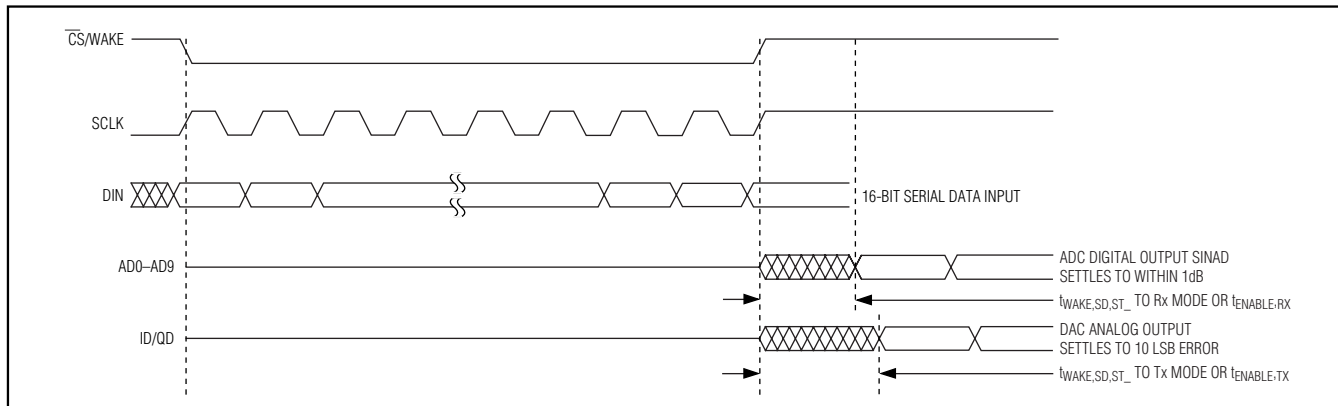 CS/WAKE
SCLK
DIN
16-BIT SERIAL DATA INPUT
AD0–AD9
ADC DIGITAL OUTPUT SINAD
SETTLES TO WITHIN 1dB
tWAKE,SD,ST_ TO Rx MODE OR tENABLE,RX
ID/QD
DAC ANALOG OUTPUT
SETTLES TO 10 LSB ERROR
tWAKE,SD,ST_ TO Tx MODE OR tENABLE,TX